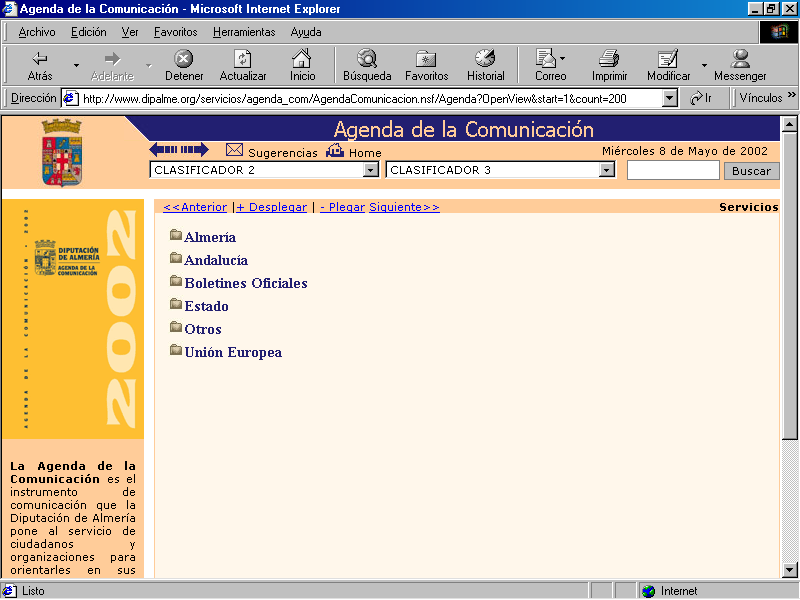 Agenda de la Comunicación - Microsoft Internet Explorer
Archivo Edición Ver Favoritos Herramientas Ayuda
Atrás Adelante Detener Actualizar Inicio Búsqueda Favoritos Historial Correo Imprimir Modificar Messenger
Dirección http://www.dipalme.org/servicios/agenda_com/AgendaComunicacion.nsf/Agenda?OpenView&start=1&count=200 Ir Vínculos »
Agenda de la Comunicación
Sugerencias Home Miércoles 8 de Mayo de 2002
CLASIFICADOR 2 CLASIFICADOR 3 Buscar
<<Anterior |+ Desplegar | - Plegar Siguiente>> Servicios
AGENDA DE LA COMUNICACIÓN - 2002
DIPUTACIÓN
DE ALMERÍA
AGENDA DE LA
COMUNICACIÓN
2002
Almería
Andalucía
Boletines Oficiales
Estado
Otros
Unión Europea
La Agenda de la
Comunicación es el
instrumento de
comunicación que la
Diputación de Almería
pone al servicio de
ciudadanos y
organizaciones para
orientarles en sus
Listo Internet